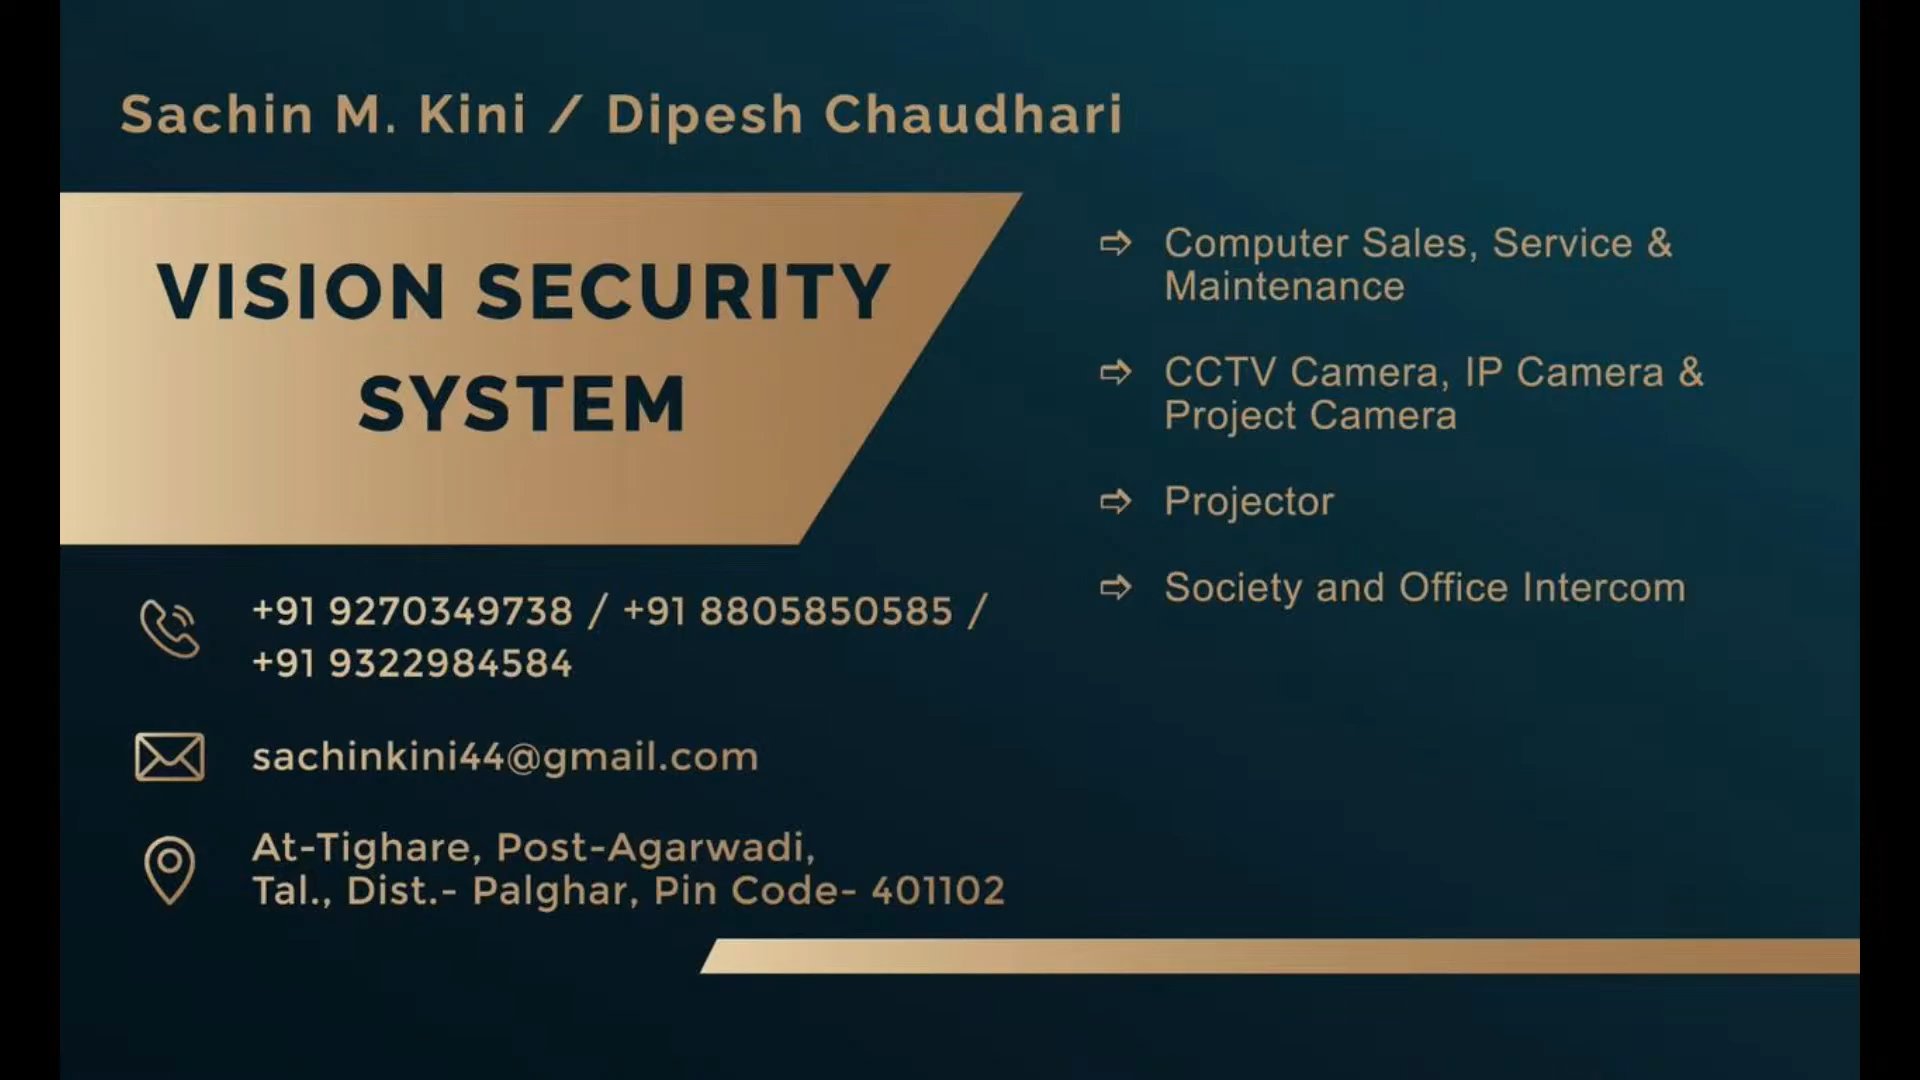 Sachin M. Kini / Dipesh Chaudhari
VISION SECURITY
SYSTEM
+91 9270349738 / +91 8805850585 /
+91 9322984584
sachinkini44@gmail.com
At-Tighare, Post-Agarwadi,
Tal., Dist.- Palghar, Pin Code- 401102
⇨ Computer Sales, Service &
Maintenance
⇨ CCTV Camera, IP Camera &
Project Camera
⇨ Projector
⇨ Society and Office Intercom